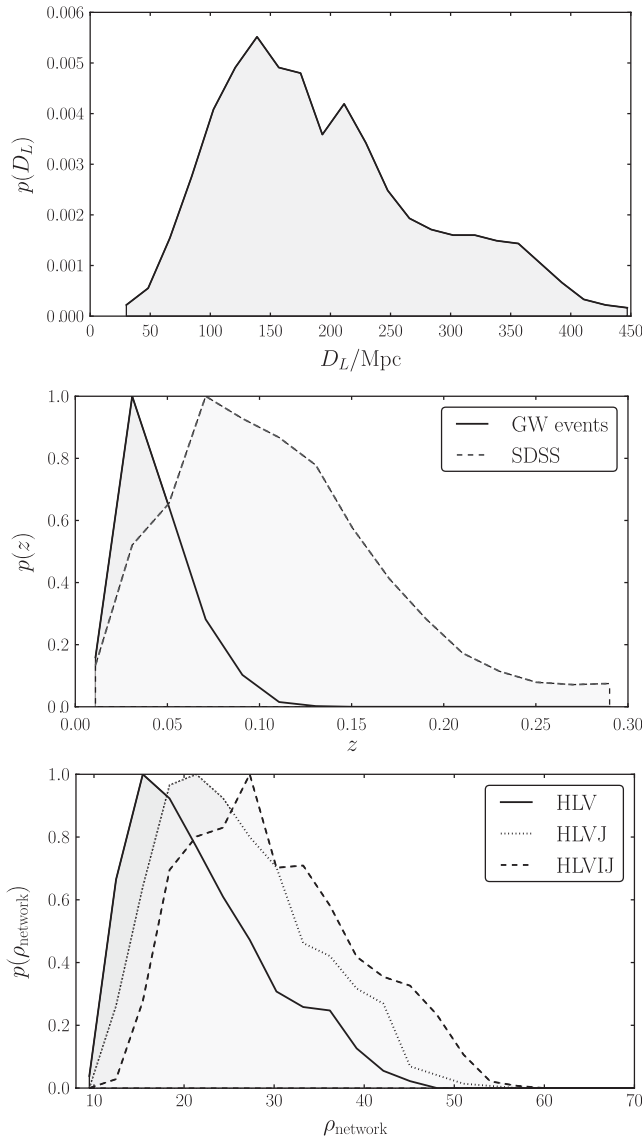 0.006
0.005
0.004
0.003
0.002
0.001
0.000
p(D_L)
0 50 100 150 200 250 300 350 400 450
D_L/Mpc
1.0
0.8
0.6
0.4
0.2
0.0
p(z)
GW events
SDSS
0.00 0.05 0.10 0.15 0.20 0.25 0.30
z
1.0
0.8
0.6
0.4
0.2
0.0
p(ρ_network)
HLV
HLVJ
HLVIJ
10 20 30 40 50 60 70
ρ_network